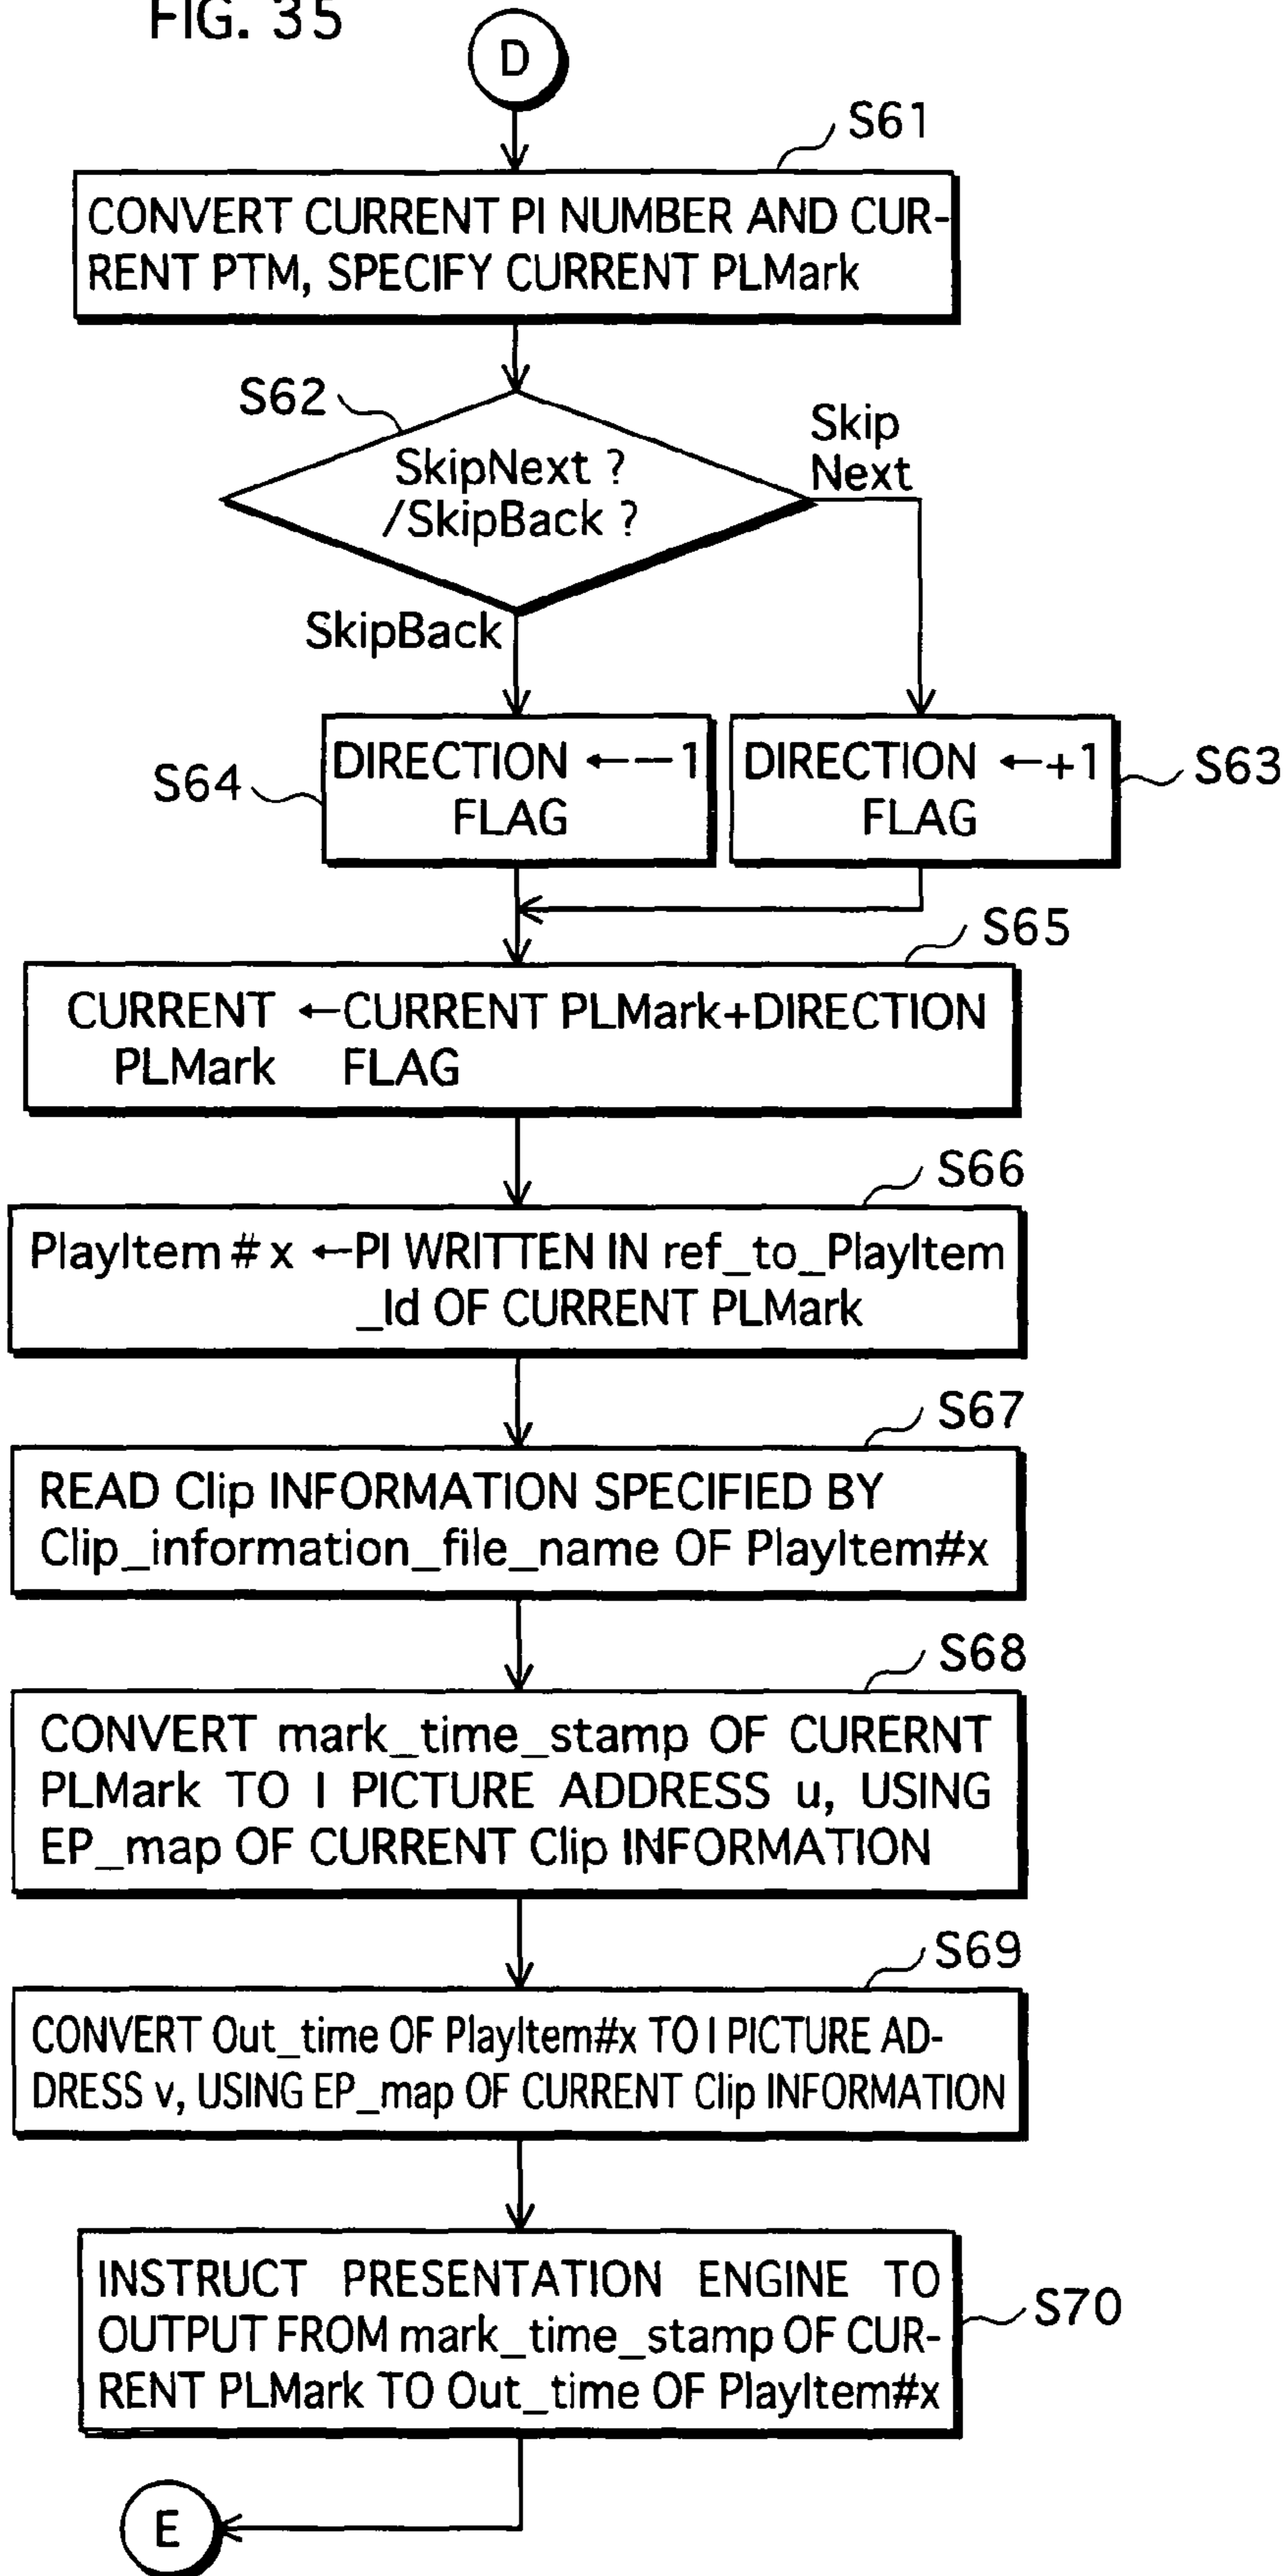 FIG. 35
D
S61
CONVERT CURRENT PI NUMBER AND CUR-
RENT PTM, SPECIFY CURRENT PLMark
S62
SkipNext ?
/SkipBack ?
Skip
Next
SkipBack
S64
DIRECTION ←−1
FLAG
DIRECTION ←+1
FLAG
S63
S65
CURRENT ←CURRENT PLMark+DIRECTION
PLMark FLAG
S66
PlayItem # x ←PI WRITTEN IN ref_to_PlayItem
_Id OF CURRENT PLMark
S67
READ Clip INFORMATION SPECIFIED BY
Clip_information_file_name OF PlayItem#x
S68
CONVERT mark_time_stamp OF CURERNT
PLMark TO I PICTURE ADDRESS u, USING
EP_map OF CURRENT Clip INFORMATION
S69
CONVERT Out_time OF PlayItem#x TO I PICTURE AD-
DRESS v, USING EP_map OF CURRENT Clip INFORMATION
INSTRUCT PRESENTATION ENGINE TO
OUTPUT FROM mark_time_stamp OF CUR-
RENT PLMark TO Out_time OF PlayItem#x
S70
E